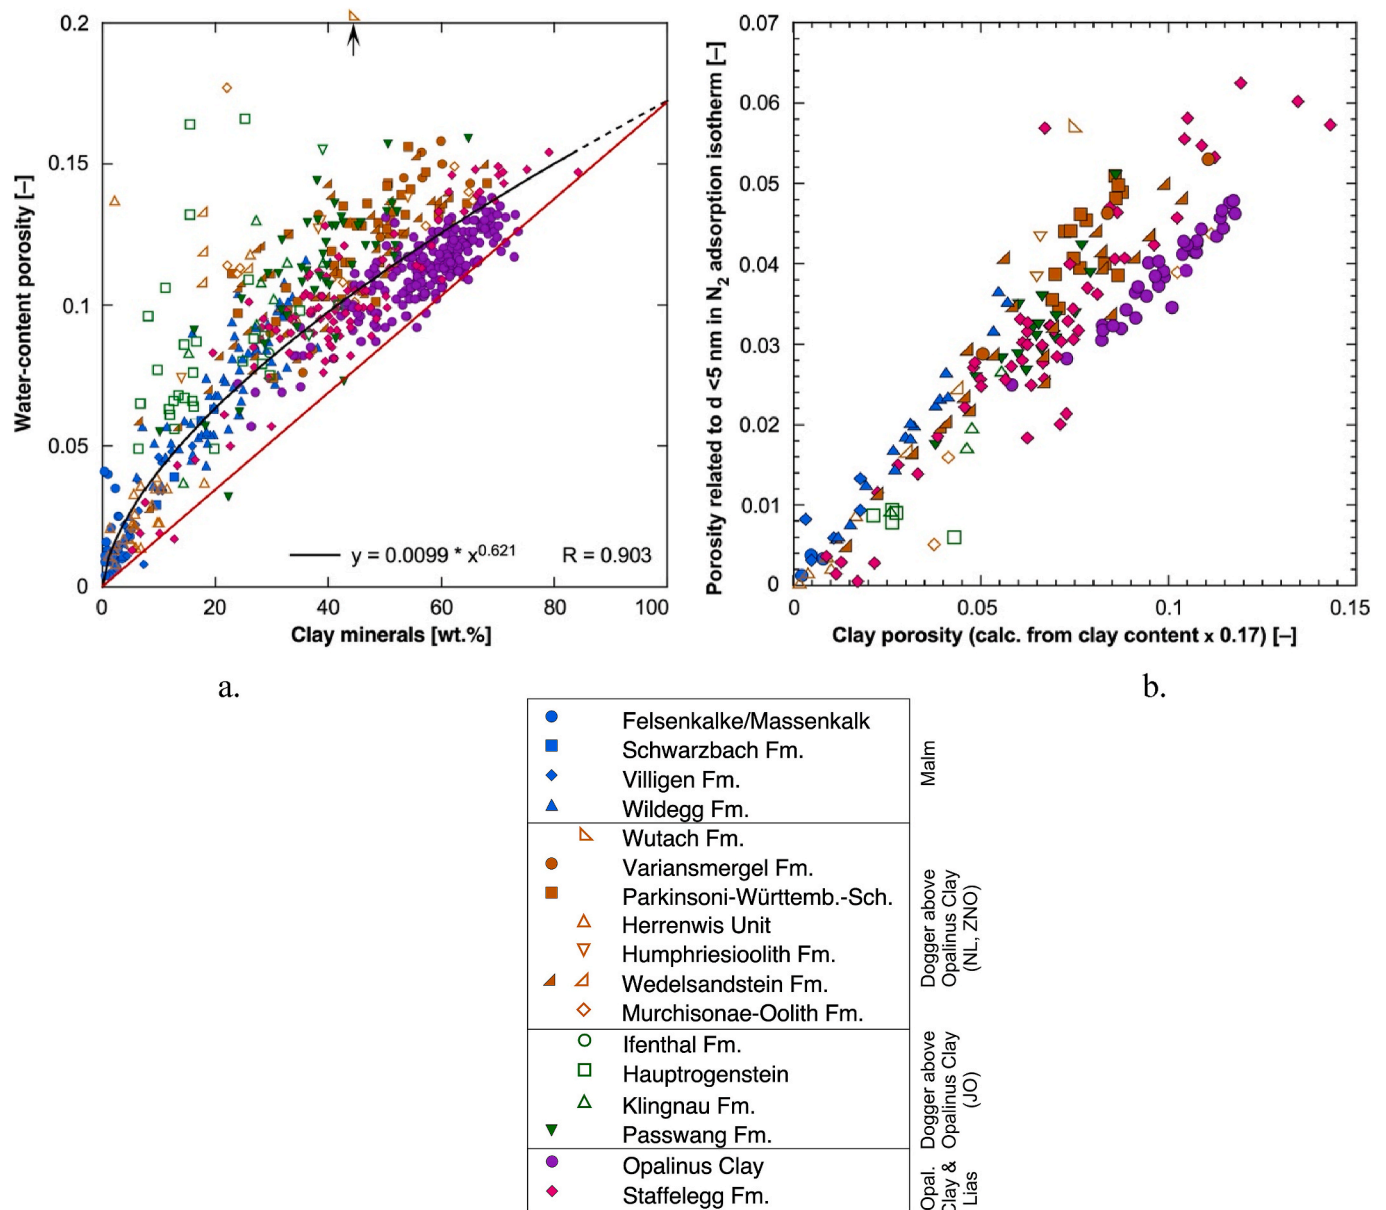 0.2
0.15
0.1
0.05
0
Water-content porosity [–]
y = 0.0099 * x^0.621 R = 0.903
0 20 40 60 80 100
Clay minerals [wt.%]
a.
0.07
0.06
0.05
0.04
0.03
0.02
0.01
0
Porosity related to d <5 nm in N2 adsorption isotherm [–]
0 0.05 0.1 0.15
Clay porosity (calc. from clay content x 0.17) [–]
b.
Felsenkalke/Massenkalk
Schwarzbach Fm.
Villigen Fm.
Wildegg Fm.
Malm
Wutach Fm.
Variansmergel Fm.
Parkinsoni-Württemb.-Sch.
Herrenwis Unit
Humphriesioolith Fm.
Wedelsandstein Fm.
Murchisonae-Oolith Fm.
Dogger above
Opalinus Clay
(NL, ZNO)
Ifenthal Fm.
Hauptrogenstein
Klingnau Fm.
Passwang Fm.
Dogger above
Opalinus Clay
(JO)
Opalinus Clay
Staffelegg Fm.
Opal.
Clay &
Lias